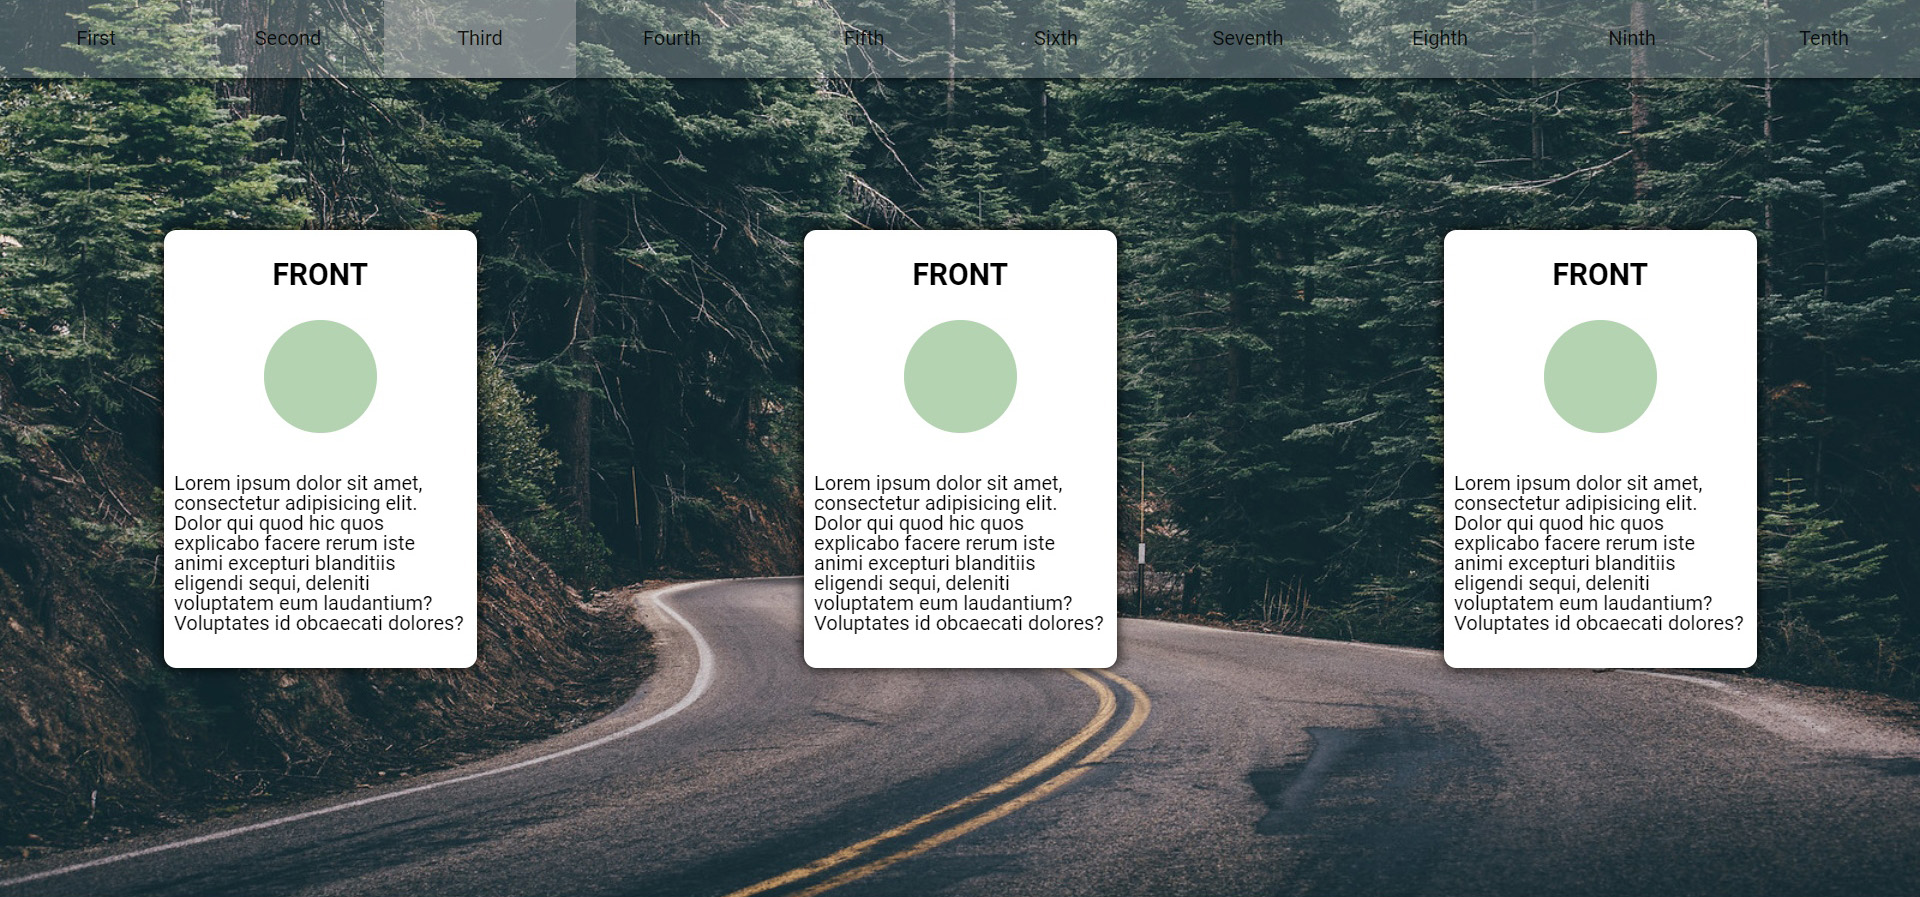 First
Second
Third
Fourth
Fifth
Sixth
Seventh
Eighth
Ninth
Tenth
FRONT
Lorem ipsum dolor sit amet,
consectetur adipisicing elit.
Dolor qui quod hic quos
explicabo facere rerum iste
animi excepturi blanditiis
eligendi sequi, deleniti
voluptatem eum laudantium?
Voluptates id obcaecati dolores?
FRONT
Lorem ipsum dolor sit amet,
consectetur adipisicing elit.
Dolor qui quod hic quos
explicabo facere rerum iste
animi excepturi blanditiis
eligendi sequi, deleniti
voluptatem eum laudantium?
Voluptates id obcaecati dolores?
FRONT
Lorem ipsum dolor sit amet,
consectetur adipisicing elit.
Dolor qui quod hic quos
explicabo facere rerum iste
animi excepturi blanditiis
eligendi sequi, deleniti
voluptatem eum laudantium?
Voluptates id obcaecati dolores?